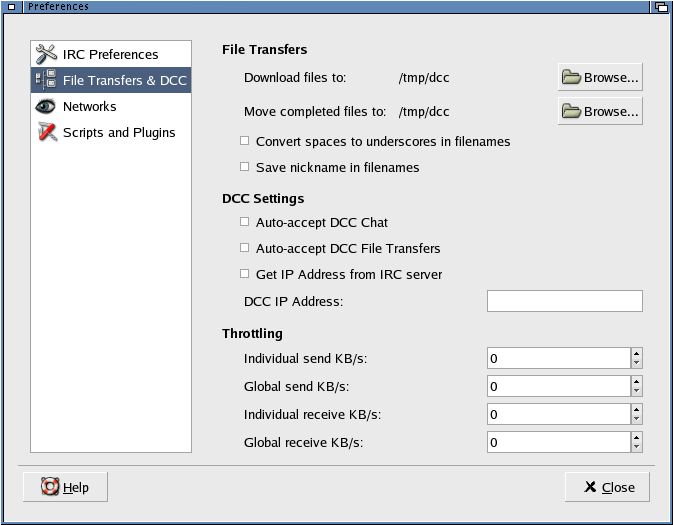 Preferences
IRC Preferences
File Transfers & DCC
Networks
Scripts and Plugins
File Transfers
Download files to: /tmp/dcc Browse...
Move completed files to: /tmp/dcc Browse...
Convert spaces to underscores in filenames
Save nickname in filenames
DCC Settings
Auto-accept DCC Chat
Auto-accept DCC File Transfers
Get IP Address from IRC server
DCC IP Address:
Throttling
Individual send KB/s: 0
Global send KB/s: 0
Individual receive KB/s: 0
Global receive KB/s: 0
Help Close